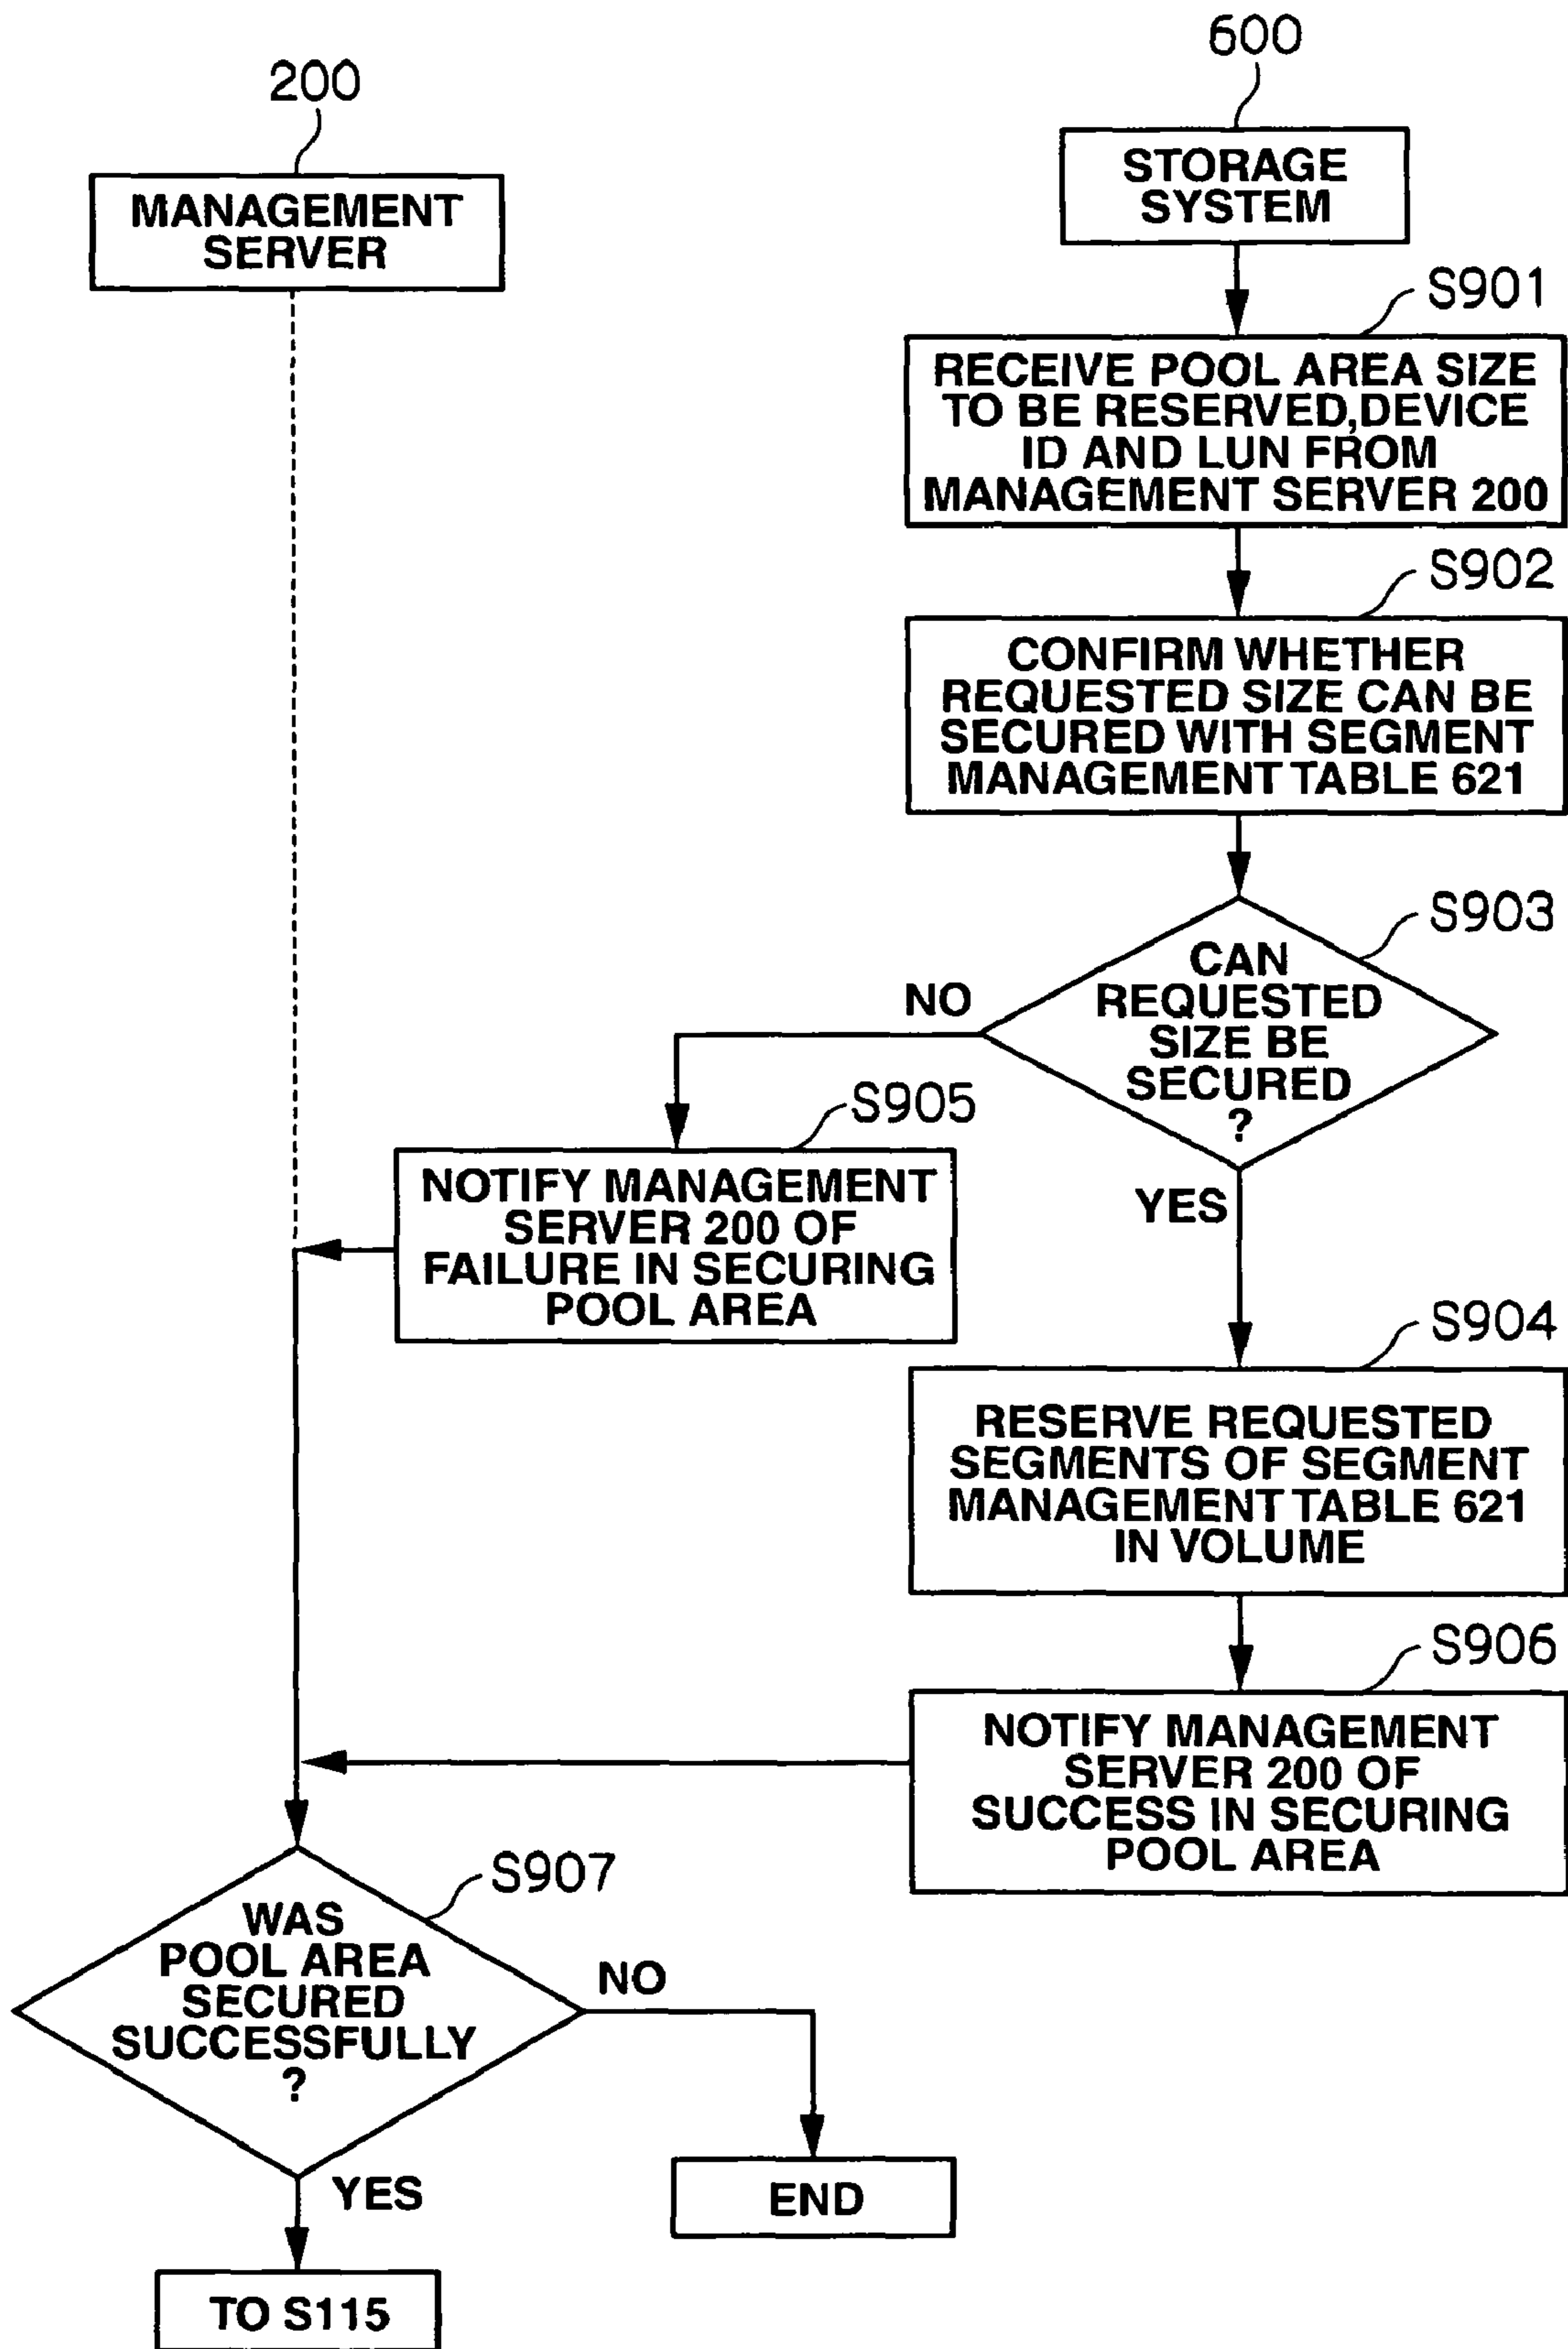 600
200
STORAGE
SYSTEM
MANAGEMENT
SERVER
S901
RECEIVE POOL AREA SIZE
TO BE RESERVED,DEVICE
ID AND LUN FROM
MANAGEMENT SERVER 200
S902
CONFIRM WHETHER
REQUESTED SIZE CAN BE
SECURED WITH SEGMENT
MANAGEMENT TABLE 621
S903
CAN
REQUESTED
SIZE BE
SECURED
?
NO
YES
S905
NOTIFY MANAGEMENT
SERVER 200 OF
FAILURE IN SECURING
POOL AREA
S904
RESERVE REQUESTED
SEGMENTS OF SEGMENT
MANAGEMENT TABLE 621
IN VOLUME
S906
NOTIFY MANAGEMENT
SERVER 200 OF
SUCCESS IN SECURING
POOL AREA
S907
WAS
POOL AREA
SECURED
SUCCESSFULLY
?
NO
YES
END
TO S115